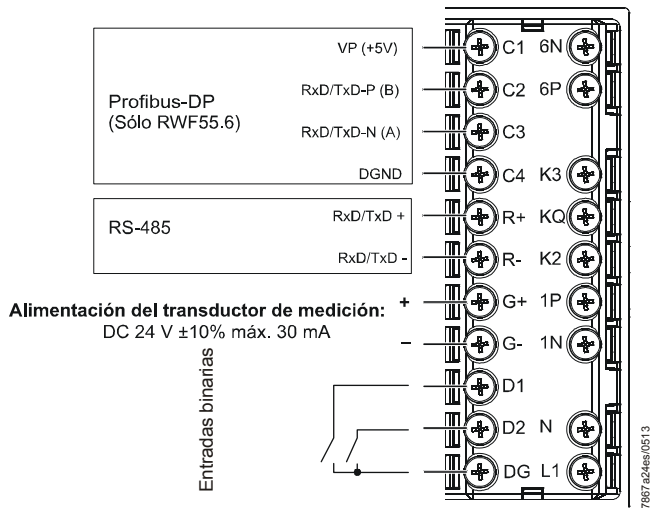 VP (+5V)
C1 6N
Profibus-DP
(Sólo RWF55.6)
RxD/TxD-P (B)
C2 6P
RxD/TxD-N (A)
C3
DGND
C4 K3
RS-485
RxD/TxD +
R+ KQ
RxD/TxD -
R- K2
Alimentación del transductor de medición:
DC 24 V ±10% máx. 30 mA
+
G+ 1P
–
G- 1N
Entradas binarias
D1
D2 N
DG L1
7867a24es/0513